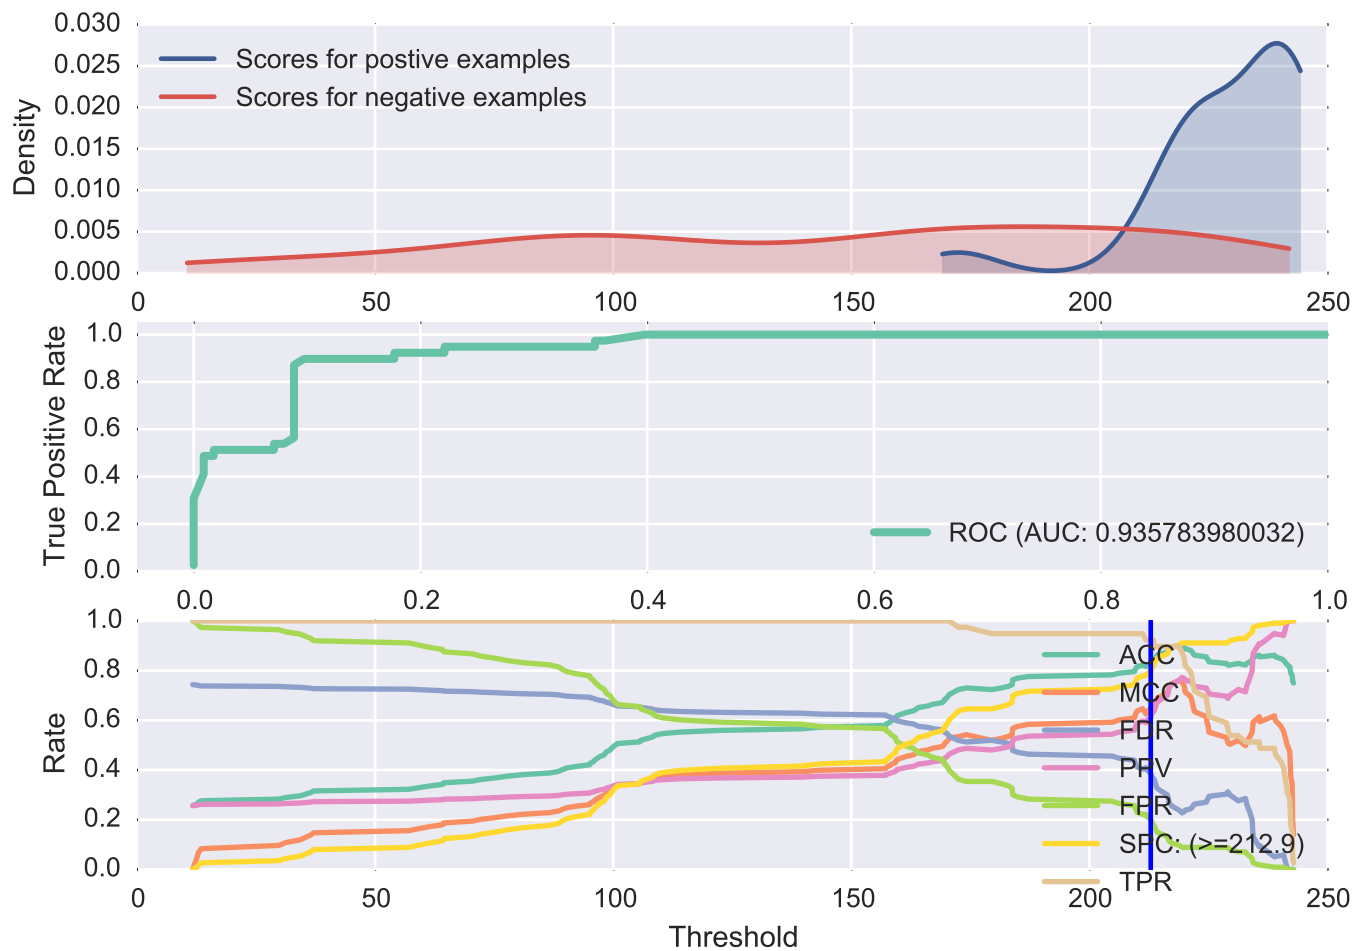 0.030
0.025
0.020
0.015
0.010
0.005
0.000
Density
Scores for postive examples
Scores for negative examples
0 50 100 150 200 250
1.0
0.8
0.6
0.4
0.2
0.0
True Positive Rate
ROC (AUC: 0.935783980032)
0.0 0.2 0.4 0.6 0.8 1.0
1.0
0.8
0.6
0.4
0.2
0.0
Rate
ACC
MCC
FDR
PPV
FPR
SPC: (>=212.9)
TPR
0 50 100 150 200 250
Threshold